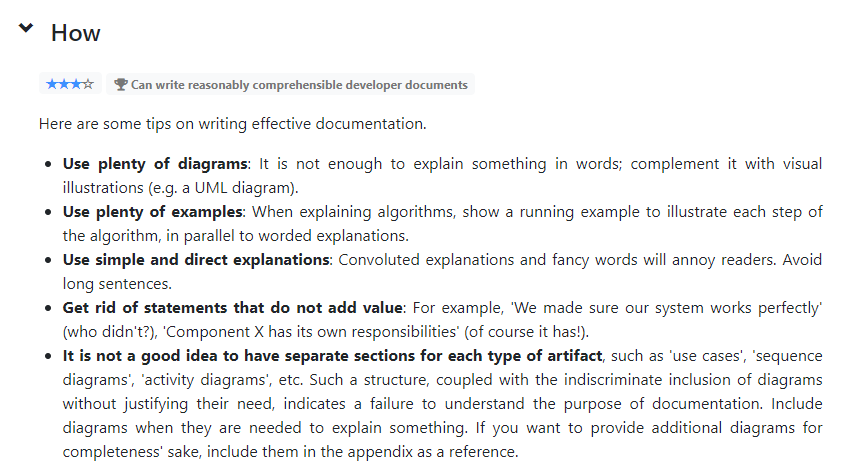 How
★★★☆ Can write reasonably comprehensible developer documents
Here are some tips on writing effective documentation.
• Use plenty of diagrams: It is not enough to explain something in words; complement it with visual
illustrations (e.g. a UML diagram).
• Use plenty of examples: When explaining algorithms, show a running example to illustrate each step of
the algorithm, in parallel to worded explanations.
• Use simple and direct explanations: Convoluted explanations and fancy words will annoy readers. Avoid
long sentences.
• Get rid of statements that do not add value: For example, 'We made sure our system works perfectly'
(who didn't?), 'Component X has its own responsibilities' (of course it has!).
• It is not a good idea to have separate sections for each type of artifact, such as 'use cases', 'sequence
diagrams', 'activity diagrams', etc. Such a structure, coupled with the indiscriminate inclusion of diagrams
without justifying their need, indicates a failure to understand the purpose of documentation. Include
diagrams when they are needed to explain something. If you want to provide additional diagrams for
completeness' sake, include them in the appendix as a reference.